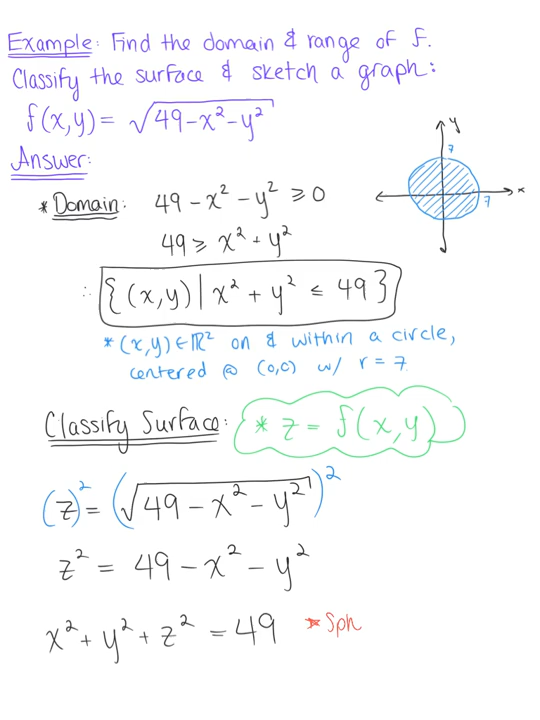 Example: Find the domain & range of f.
Classify the surface & sketch a graph:
f(x,y) = √49-x²-y²
Answer:
y
7
x
7
* Domain: 49 - x² - y² ≥ 0
49 ≥ x² + y²
∴ {(x,y) | x² + y² ≤ 49}
* (x,y) ∈ ℝ² on & within a circle,
centered @ (0,0) w/ r = 7
Classify Surface: * z = f(x,y)
(z)² = (√49 - x² - y²)²
z² = 49 - x² - y²
x² + y² + z² = 49 * Sph